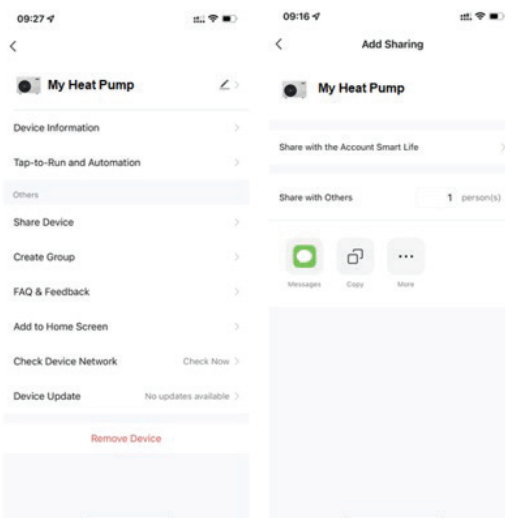 09:27
My Heat Pump
Device Information
Tap-to-Run and Automation
Others
Share Device
Create Group
FAQ & Feedback
Add to Home Screen
Check Device Network Check Now
Device Update No updates available
Remove Device
09:16
Add Sharing
My Heat Pump
Share with the Account Smart Life
Share with Others 1 person(s)
Messages Copy More